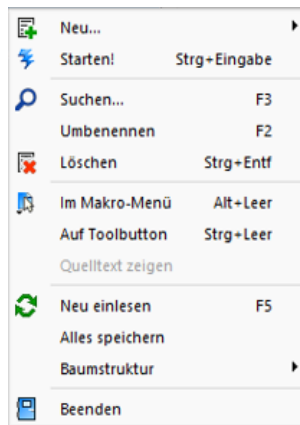 Neu...
Starten! Strg+Eingabe
Suchen... F3
Umbenennen F2
Löschen Strg+Entf
Im Makro-Menü Alt+Leer
Auf Toolbutton Strg+Leer
Quelltext zeigen
Neu einlesen F5
Alles speichern
Baumstruktur
Beenden